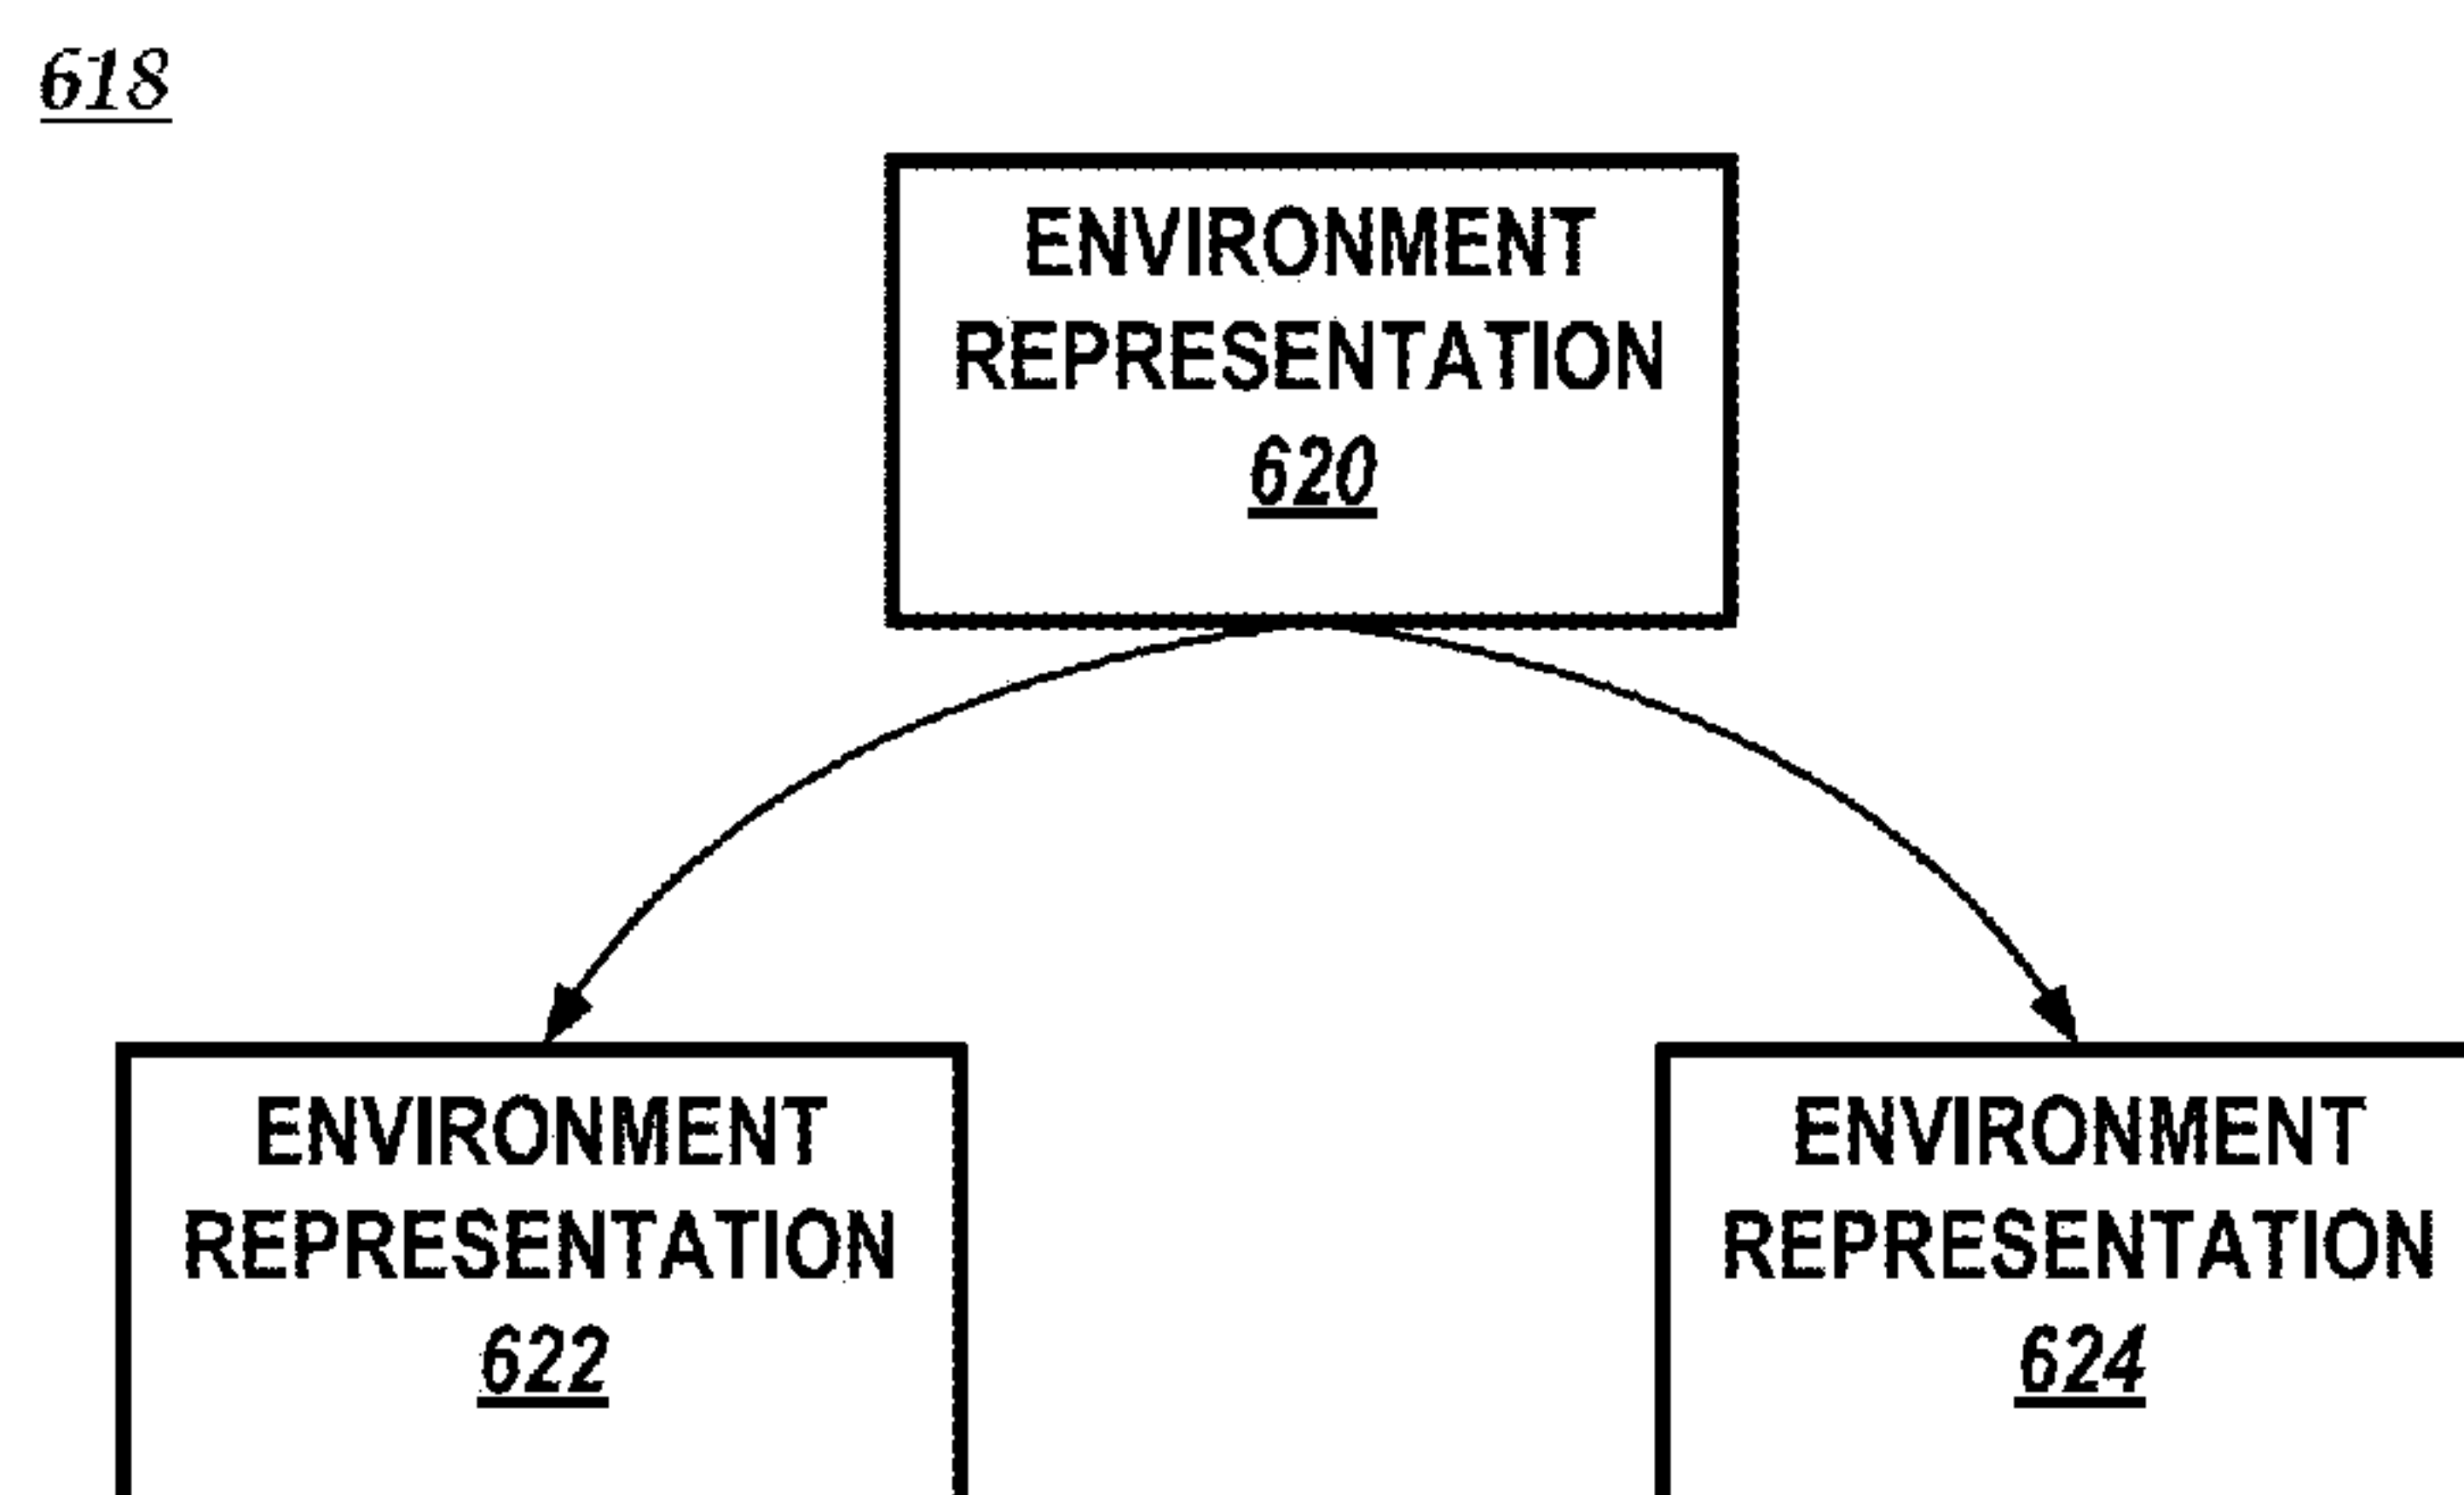 618
ENVIRONMENT
REPRESENTATION
620
ENVIRONMENT
REPRESENTATION
622
ENVIRONMENT
REPRESENTATION
624